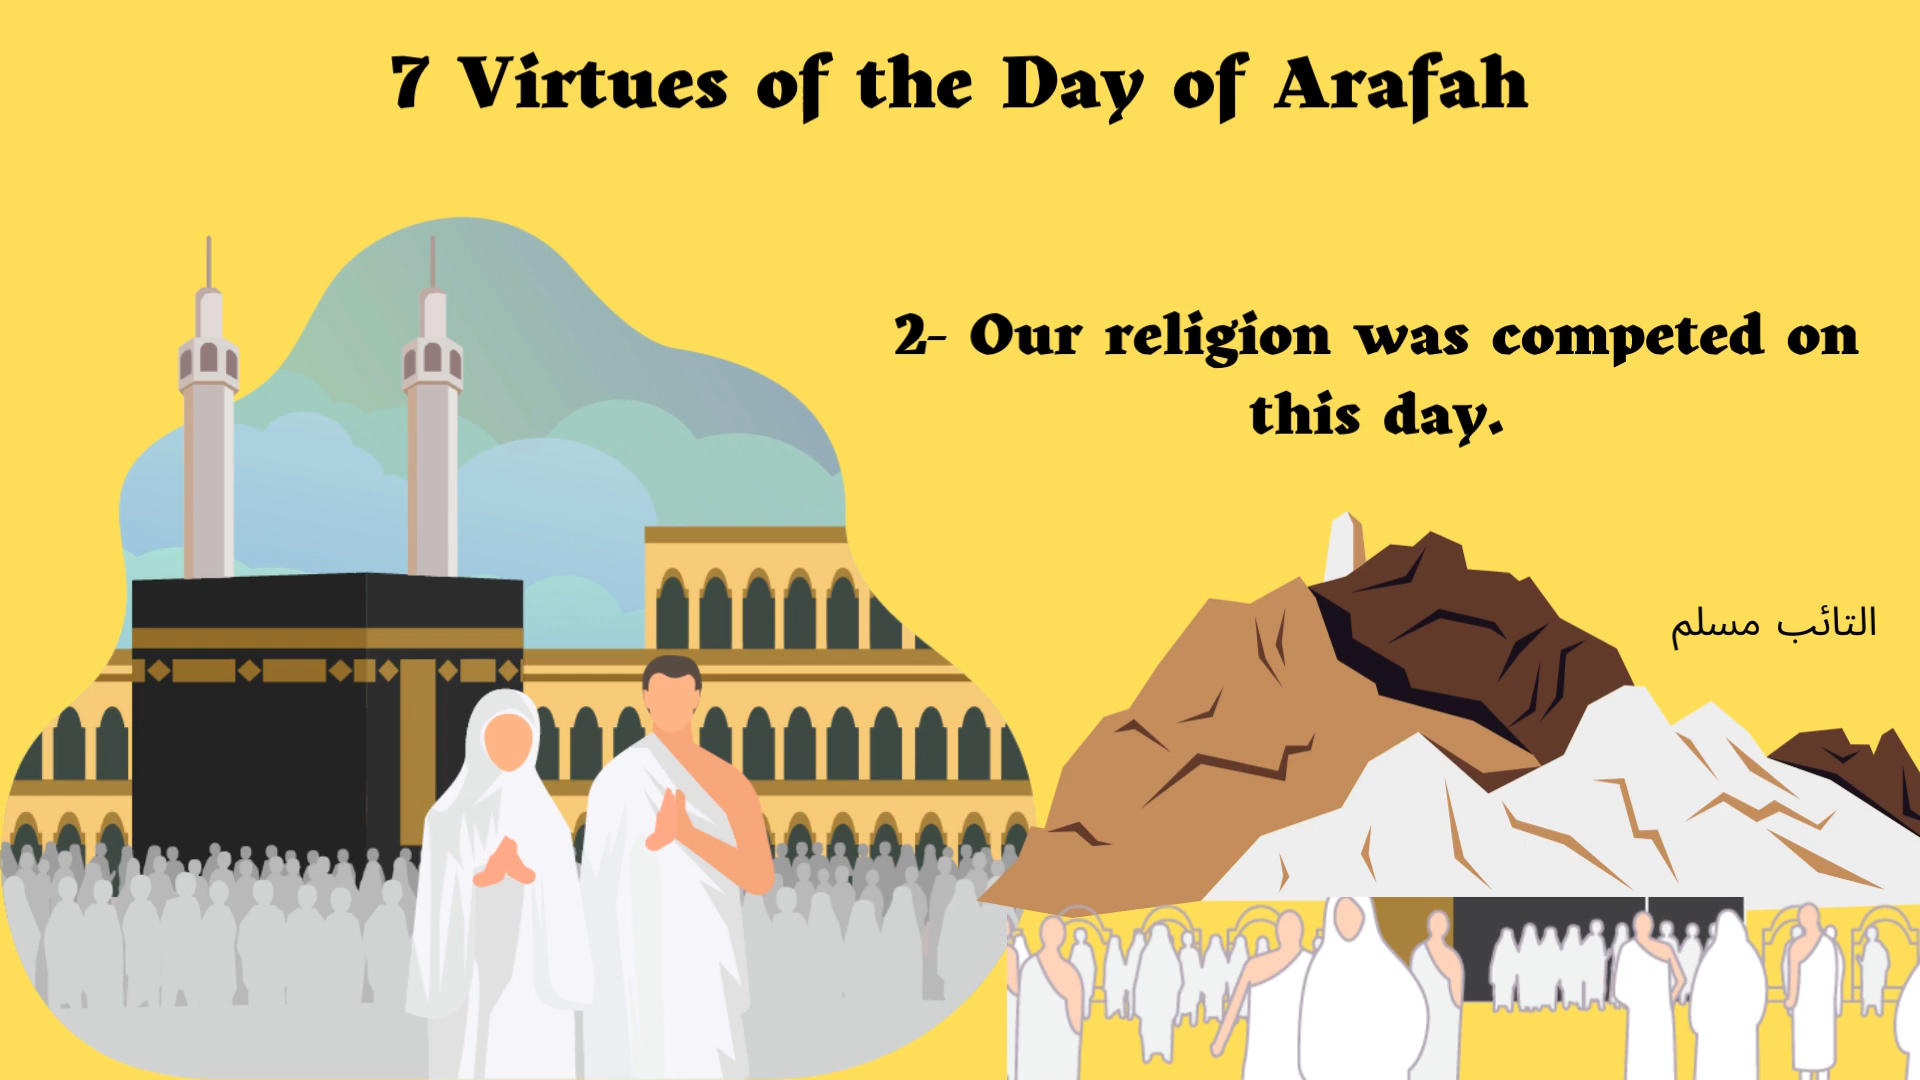 7 Virtues of the Day of Arafah
2- Our religion was competed on
this day.
التائب مسلم